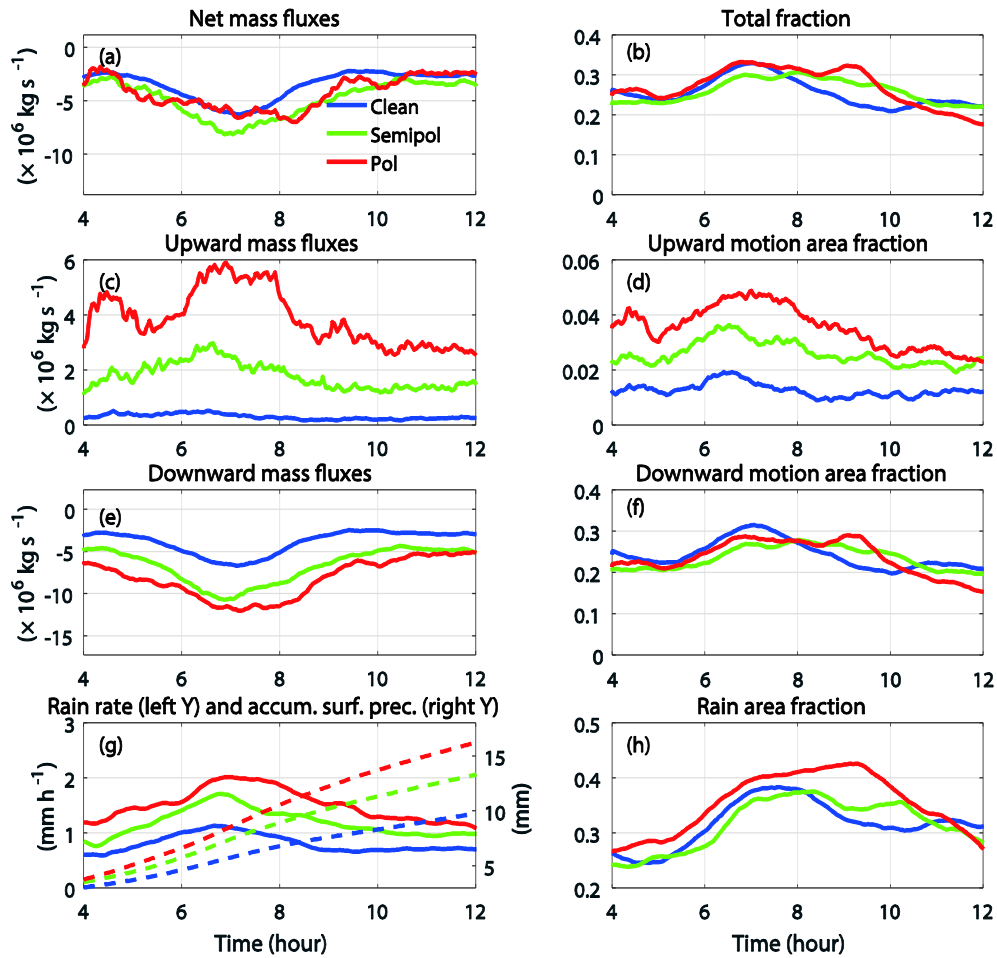 Net mass fluxes
(a)
0
-5
-10
(× 10⁶ kg s ⁻¹)
Clean
Semipol
Pol
4 6 8 10 12
Total fraction
(b)
0.4
0.3
0.2
0.1
0
4 6 8 10 12
Upward mass fluxes
(c)
6
4
2
0
(× 10⁶ kg s ⁻¹)
4 6 8 10 12
Upward motion area fraction
(d)
0.06
0.04
0.02
0
4 6 8 10 12
Downward mass fluxes
(e)
0
-5
-10
-15
(× 10⁶ kg s ⁻¹)
4 6 8 10 12
Downward motion area fraction
(f)
0.4
0.3
0.2
0.1
0
4 6 8 10 12
Rain rate (left Y) and accum. surf. prec. (right Y)
(g)
3
2
1
0
(mm h⁻¹)
15
10
5
(mm)
4 6 8 10 12
Time (hour)
Rain area fraction
(h)
0.5
0.4
0.3
0.2
4 6 8 10 12
Time (hour)